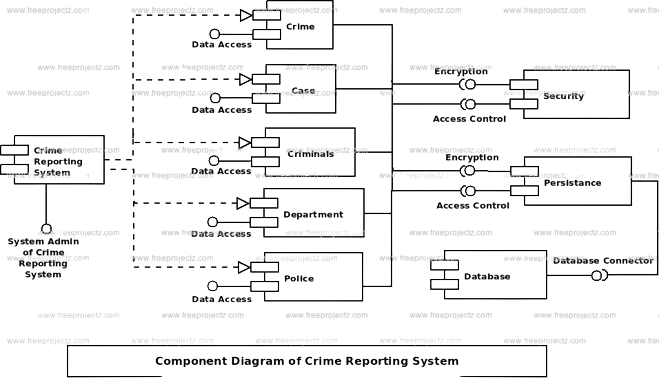 Crime
Data Access
Encryption
Case
Security
Data Access
Access Control
Crime
Reporting
System
Criminals
Encryption
Data Access
Persistance
Access Control
Department
Data Access
System Admin
of Crime
Reporting
System
Database Connector
Police
Database
Data Access
Component Diagram of Crime Reporting System
www.freeprojectz.com